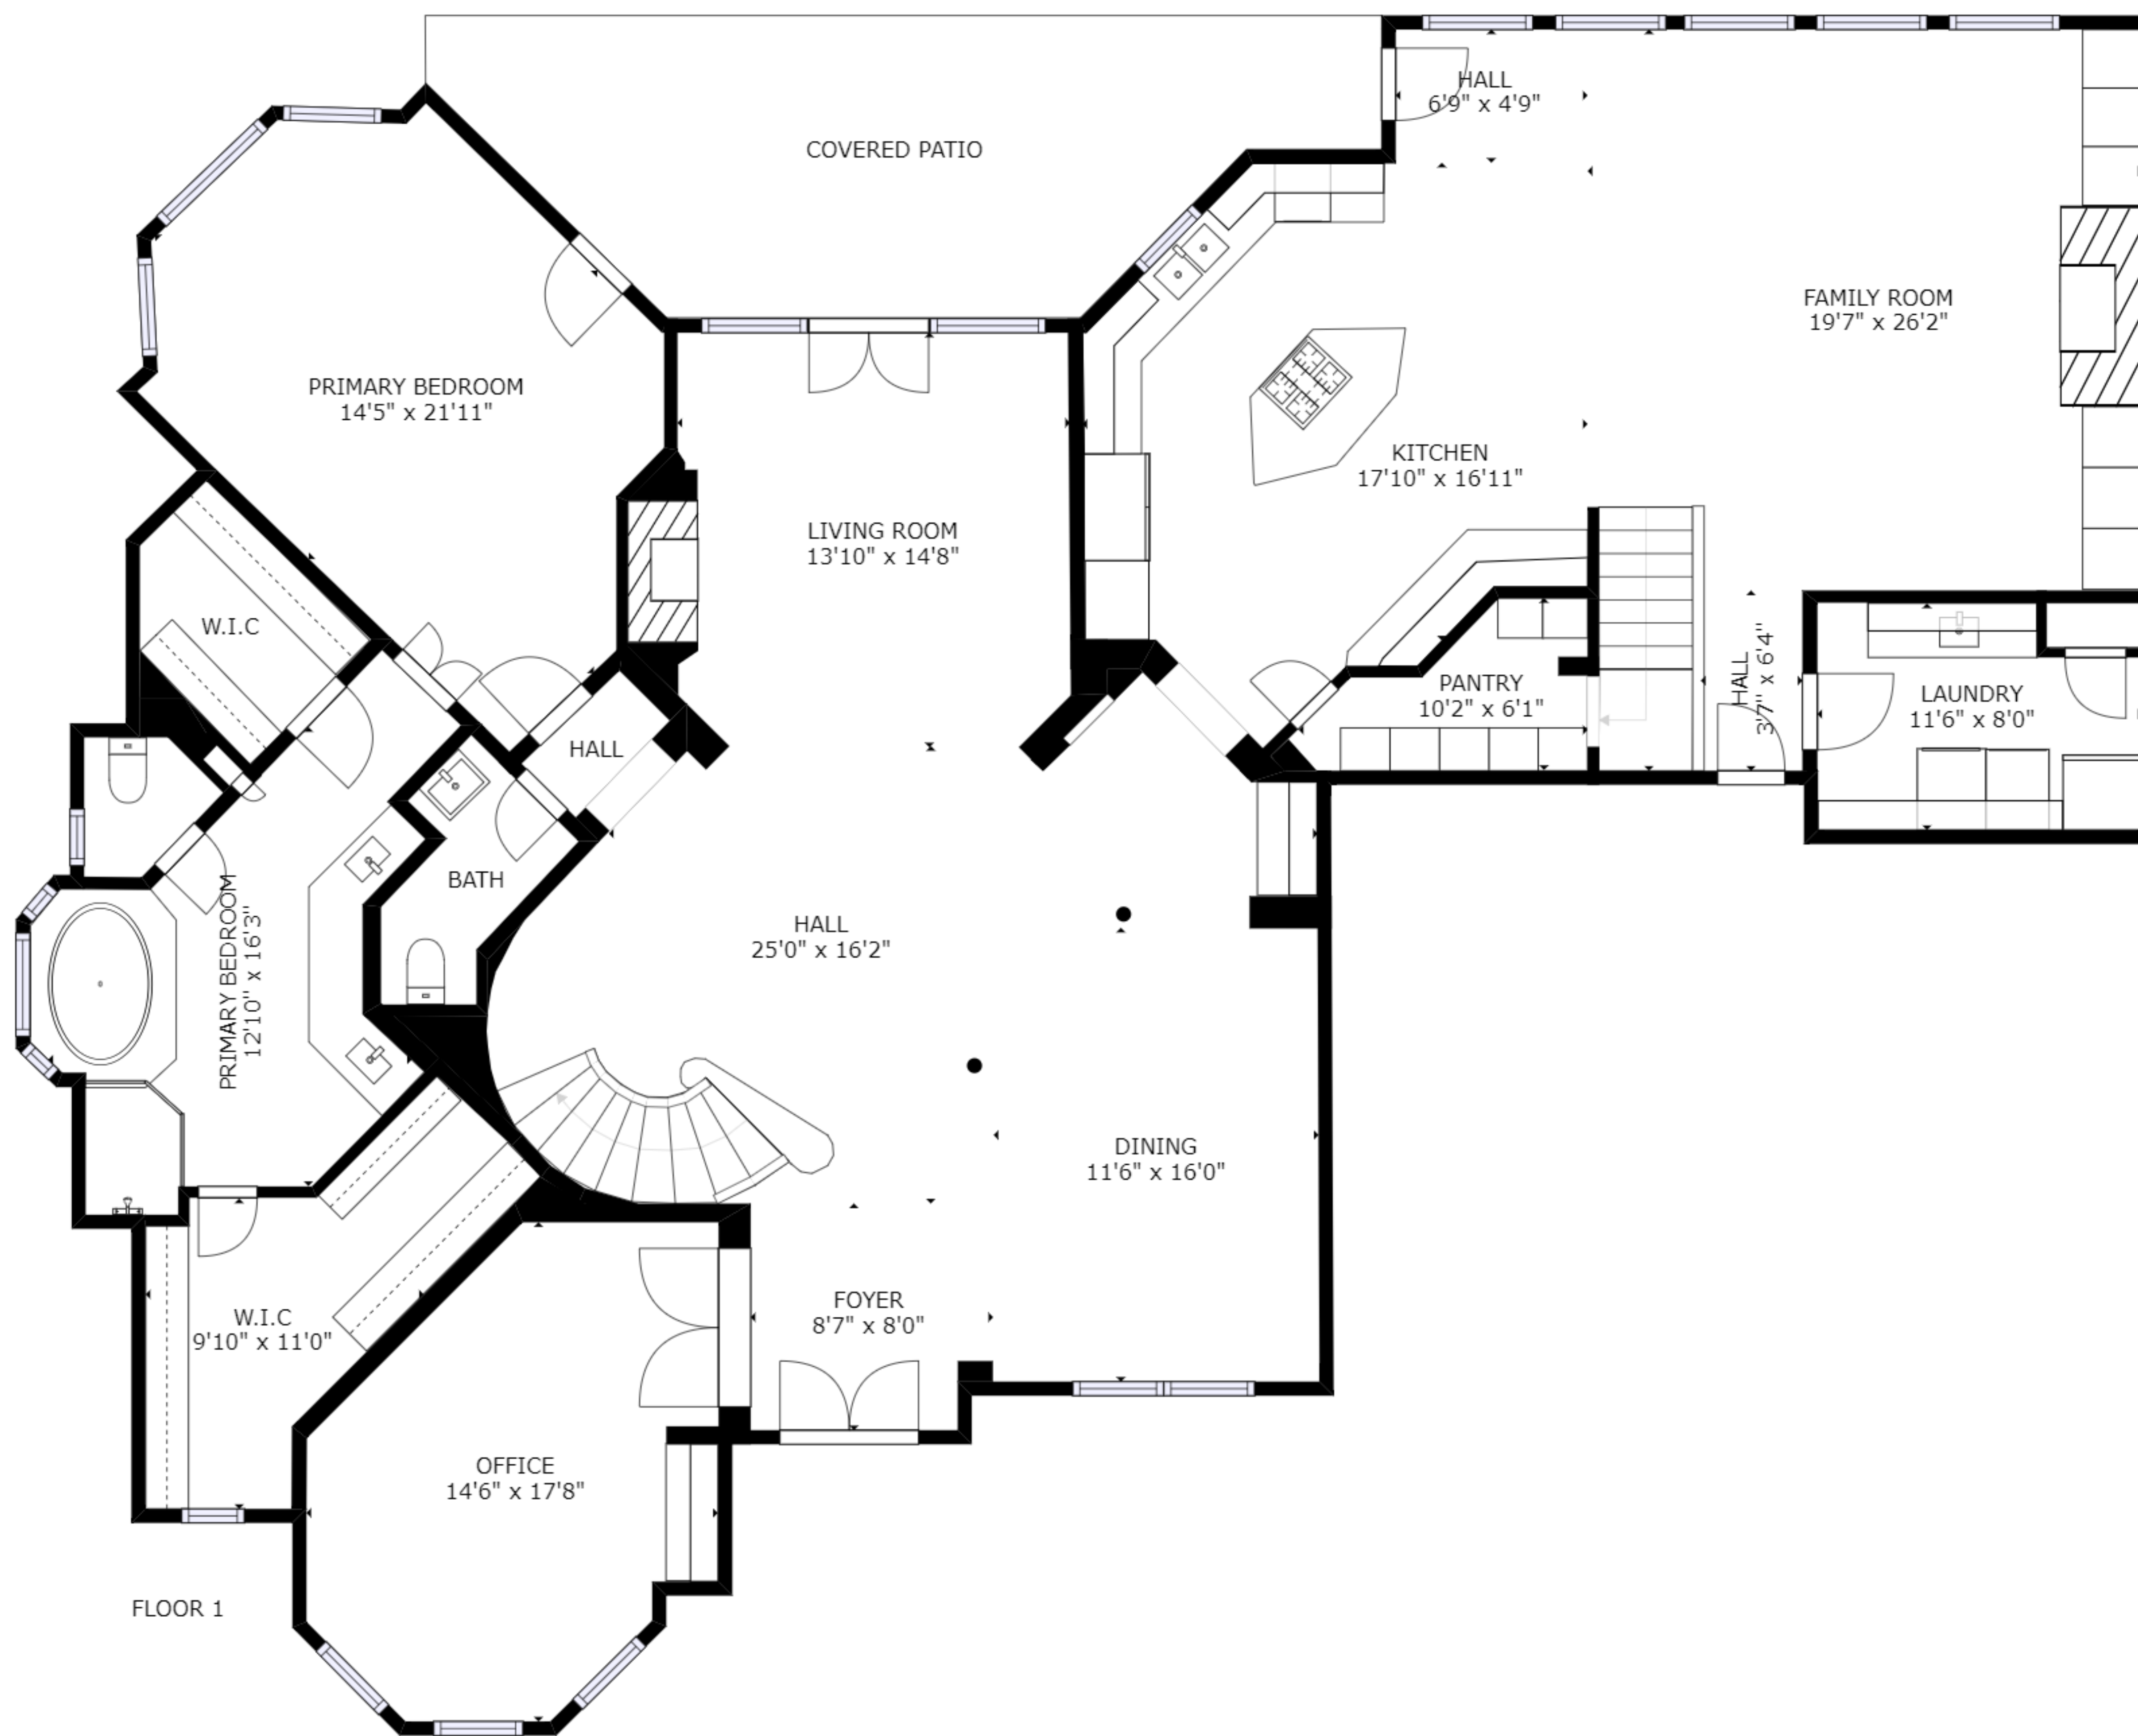 HALL
6'9" x 4'9"
COVERED PATIO
FAMILY ROOM
19'7" x 26'2"
PRIMARY BEDROOM
14'5" x 21'11"
KITCHEN
17'10" x 16'11"
LIVING ROOM
13'10" x 14'8"
W.I.C
HALL
3'7" x 6'4"
PANTRY
10'2" x 6'1"
LAUNDRY
11'6" x 8'0"
HALL
BATH
PRIMARY BEDROOM
12'10" x 16'3"
HALL
25'0" x 16'2"
DINING
11'6" x 16'0"
FOYER
8'7" x 8'0"
W.I.C
9'10" x 11'0"
OFFICE
14'6" x 17'8"
FLOOR 1